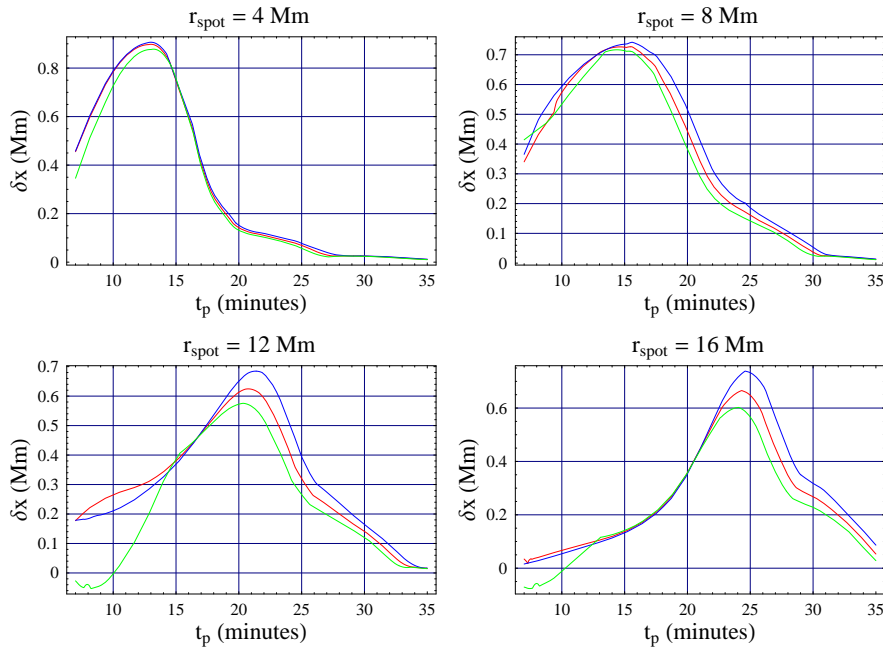 r_spot = 4 Mm
δx (Mm)
0.8
0.6
0.4
0.2
0
10 15 20 25 30 35
t_p (minutes)
r_spot = 8 Mm
δx (Mm)
0.7
0.6
0.5
0.4
0.3
0.2
0.1
0
10 15 20 25 30 35
t_p (minutes)
r_spot = 12 Mm
δx (Mm)
0.7
0.6
0.5
0.4
0.3
0.2
0.1
0
10 15 20 25 30 35
t_p (minutes)
r_spot = 16 Mm
δx (Mm)
0.6
0.4
0.2
0
10 15 20 25 30 35
t_p (minutes)